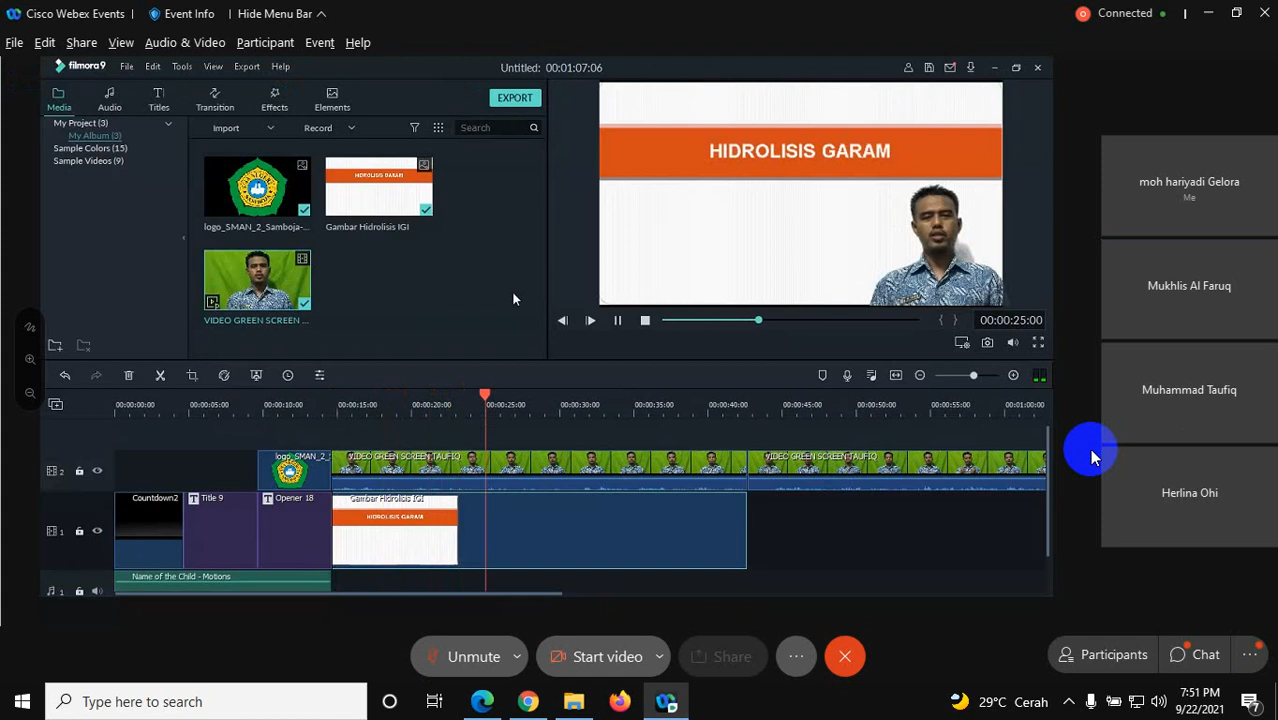 Cisco Webex Events Event Info Hide Menu Bar Connected
File Edit Share View Audio & Video Participant Event Help
filmora9 File Edit Tools View Export Help Untitled: 00:01:07:06
Media Audio Titles Transition Effects Elements EXPORT
My Project (3) Import Record Search
My Album (3)
Sample Colors (15)
Sample Videos (9)
HIDROLISIS GARAM
logo_SMAN_2_Samboja-... Gambar Hidrolisis IGI
VIDEO GREEN SCREEN ...
HIDROLISIS GARAM
00:00:25:00
moh hariyadi Gelora
Me
Mukhlis Al Faruq
Muhammad Taufiq
Herlina Ohi
00:00:00:00 00:00:05:00 00:00:10:00 00:00:15:00 00:00:20:00 00:00:25:00 00:00:30:00 00:00:35:00 00:00:40:00 00:00:45:00 00:00:50:00 00:00:55:00 00:01:00:00
2 logo_SMAN_2_ VIDEO GREEN SCREEN TAUFIQ VIDEO GREEN SCREEN TAUFIQ
1 Countdown2 Title 9 Opener 18 Gambar Hidrolisis IGI
HIDROLISIS GARAM
1 Name of the Child - Motions
Unmute Start video Share Participants Chat
Type here to search 29°C Cerah 7:51 PM
9/22/2021 7